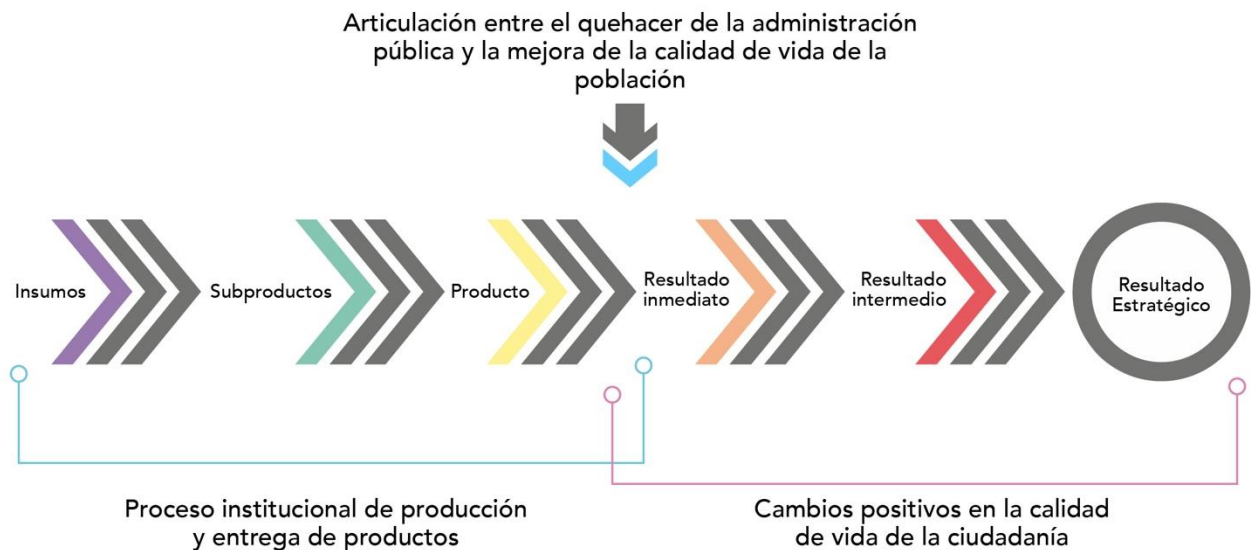 Articulación entre el quehacer de la administración
pública y la mejora de la calidad de vida de la
población
Insumos
Subproductos
Producto
Resultado
inmediato
Resultado
intermedio
Resultado
Estratégico
Proceso institucional de producción
y entrega de productos
Cambios positivos en la calidad
de vida de la ciudadanía